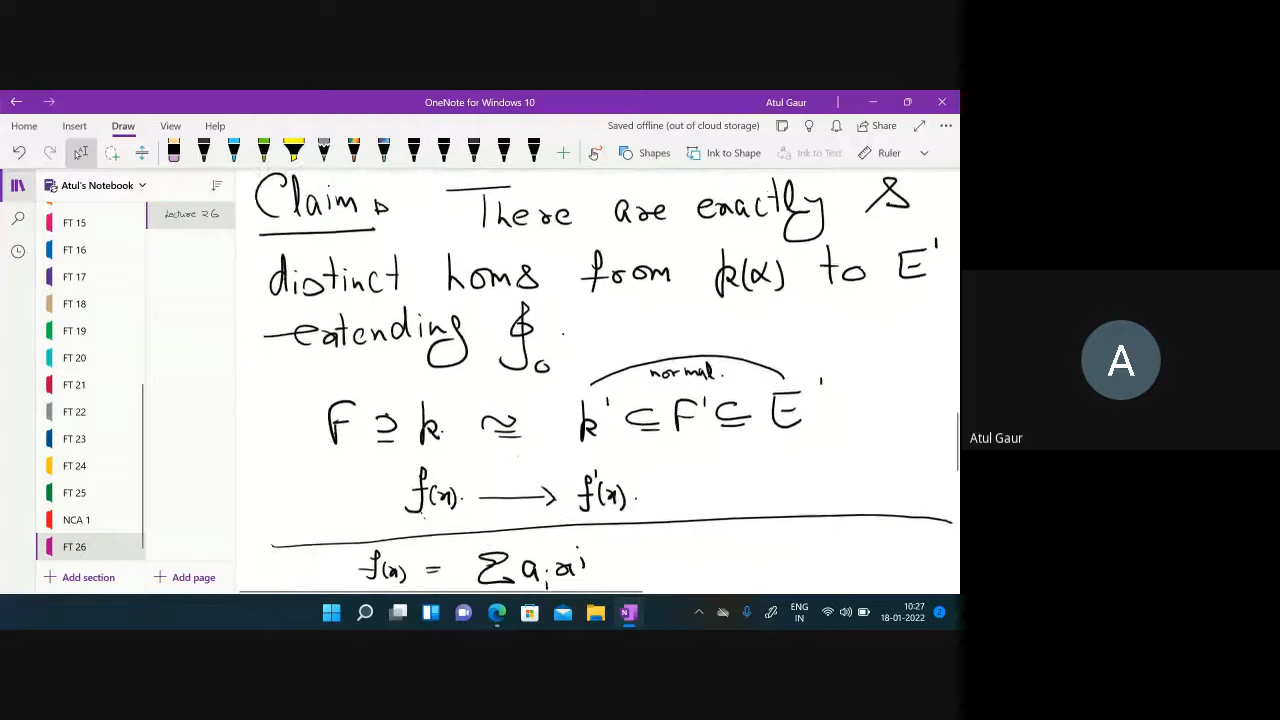 OneNote for Windows 10
Atul Gaur
Home Insert Draw View Help
Saved offline (out of cloud storage)
Share
Shapes
Ink to Shape
Ink to Text
Ruler
Atul's Notebook
Lecture 26
FT 15
FT 16
FT 17
FT 18
FT 19
FT 20
FT 21
FT 22
FT 23
FT 24
FT 25
NCA 1
FT 26
Add section
Add page
Claim There are exactly s
distinct homs from k(α) to E'
extending ϕ₀.
normal.
F ⊇ k ≅ k' ⊆ F' ⊆ E'
f(x) ⟶ f'(x).
f(x) = Σ aᵢxⁱ
ENG
IN
10:27
18-01-2022
A
Atul Gaur